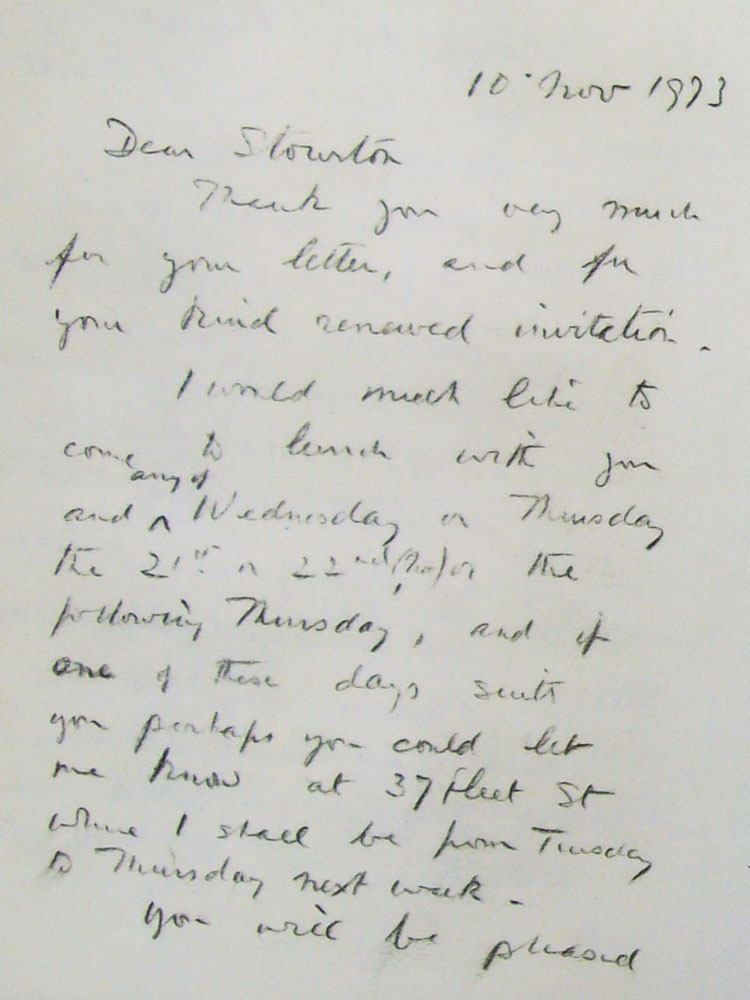 10 Nov 1973
Dear Stourton
Thank you very much
for your letter, and for
your kind renewed invitation.
I would much like to
come to lunch with you
any of
and ^ Wednesday or Thursday
the 21st or 22nd (Nov) or the
following Thursday, and if
one of these days suits
you perhaps you could let
me know at 37 Fleet St
where I shall be from Tuesday
to Thursday next week.
You will be pleased